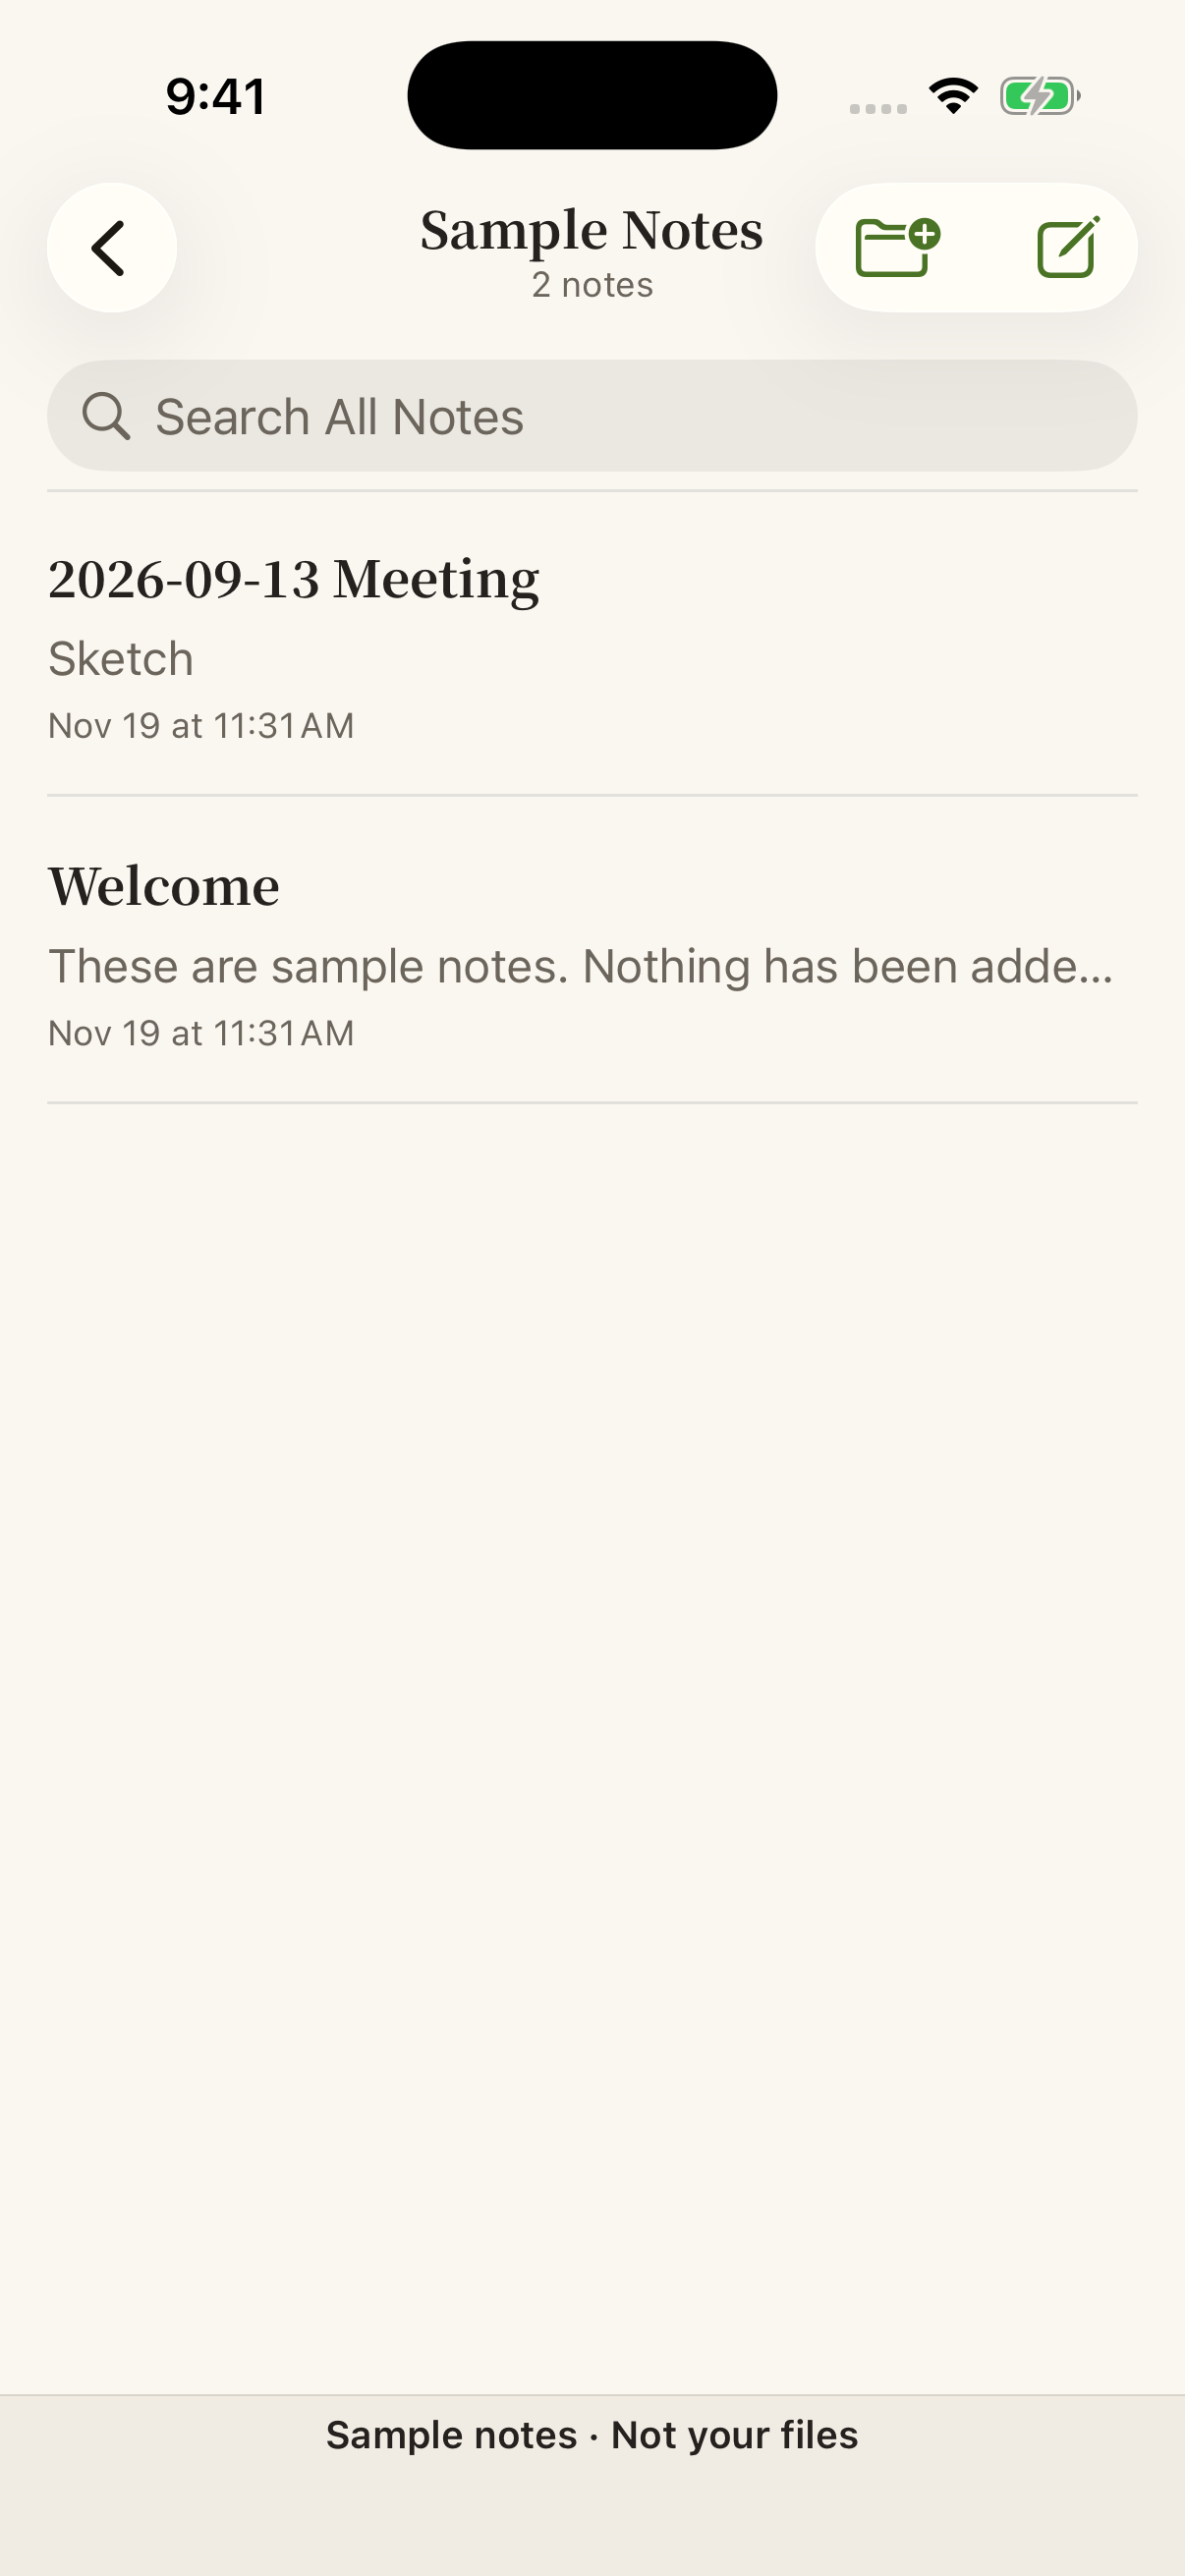 9:41
Sample Notes
2 notes
Search All Notes
2026-09-13 Meeting
Sketch
Nov 19 at 11:31 AM
Welcome
These are sample notes. Nothing has been adde...
Nov 19 at 11:31 AM
Sample notes · Not your files